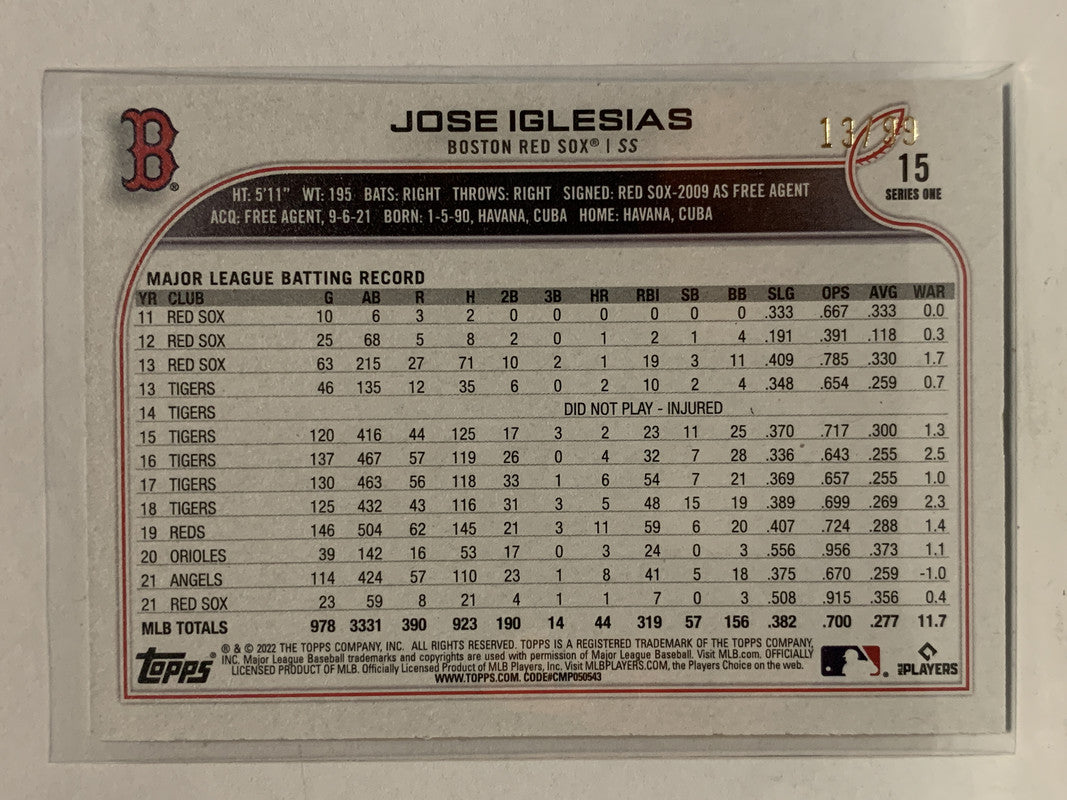 B
JOSE IGLESIAS
BOSTON RED SOX® | SS
13/99
15
SERIES ONE
HT: 5'11" WT: 195 BATS: RIGHT THROWS: RIGHT SIGNED: RED SOX-2009 AS FREE AGENT
ACQ: FREE AGENT, 9-6-21 BORN: 1-5-90, HAVANA, CUBA HOME: HAVANA, CUBA
MAJOR LEAGUE BATTING RECORD
YR CLUB G AB R H 2B 3B HR RBI SB BB SLG OPS AVG WAR
11 RED SOX 10 6 3 2 0 0 0 0 0 0 .333 .667 .333 0.0
12 RED SOX 25 68 5 8 2 0 1 2 1 4 .191 .391 .118 0.3
13 RED SOX 63 215 27 71 10 2 1 19 3 11 .409 .785 .330 1.7
13 TIGERS 46 135 12 35 6 0 2 10 2 4 .348 .654 .259 0.7
14 TIGERS DID NOT PLAY - INJURED
15 TIGERS 120 416 44 125 17 3 2 23 11 25 .370 .717 .300 1.3
16 TIGERS 137 467 57 119 26 0 4 32 7 28 .336 .643 .255 2.5
17 TIGERS 130 463 56 118 33 1 6 54 7 21 .369 .657 .255 1.0
18 TIGERS 125 432 43 116 31 3 5 48 15 19 .389 .699 .269 2.3
19 REDS 146 504 62 145 21 3 11 59 6 20 .407 .724 .288 1.4
20 ORIOLES 39 142 16 53 17 0 3 24 0 3 .556 .956 .373 1.1
21 ANGELS 114 424 57 110 23 1 8 41 5 18 .375 .670 .259 -1.0
21 RED SOX 23 59 8 21 4 1 1 7 0 3 .508 .915 .356 0.4
MLB TOTALS 978 3331 390 923 190 14 44 319 57 156 .382 .700 .277 11.7
® & © 2022 THE TOPPS COMPANY, INC. ALL RIGHTS RESERVED. TOPPS IS A REGISTERED TRADEMARK OF THE TOPPS COMPANY,
INC. Major League Baseball trademarks and copyrights are used with permission of Major League Baseball. Visit MLB.com. OFFICIALLY
LICENSED PRODUCT OF MLB. Officially Licensed Product of MLB Players, Inc. Visit MLBPLAYERS.COM, the Players Choice on the web.
WWW.TOPPS.COM. CODE#CMP050543
TOPPS®
PLAYERS